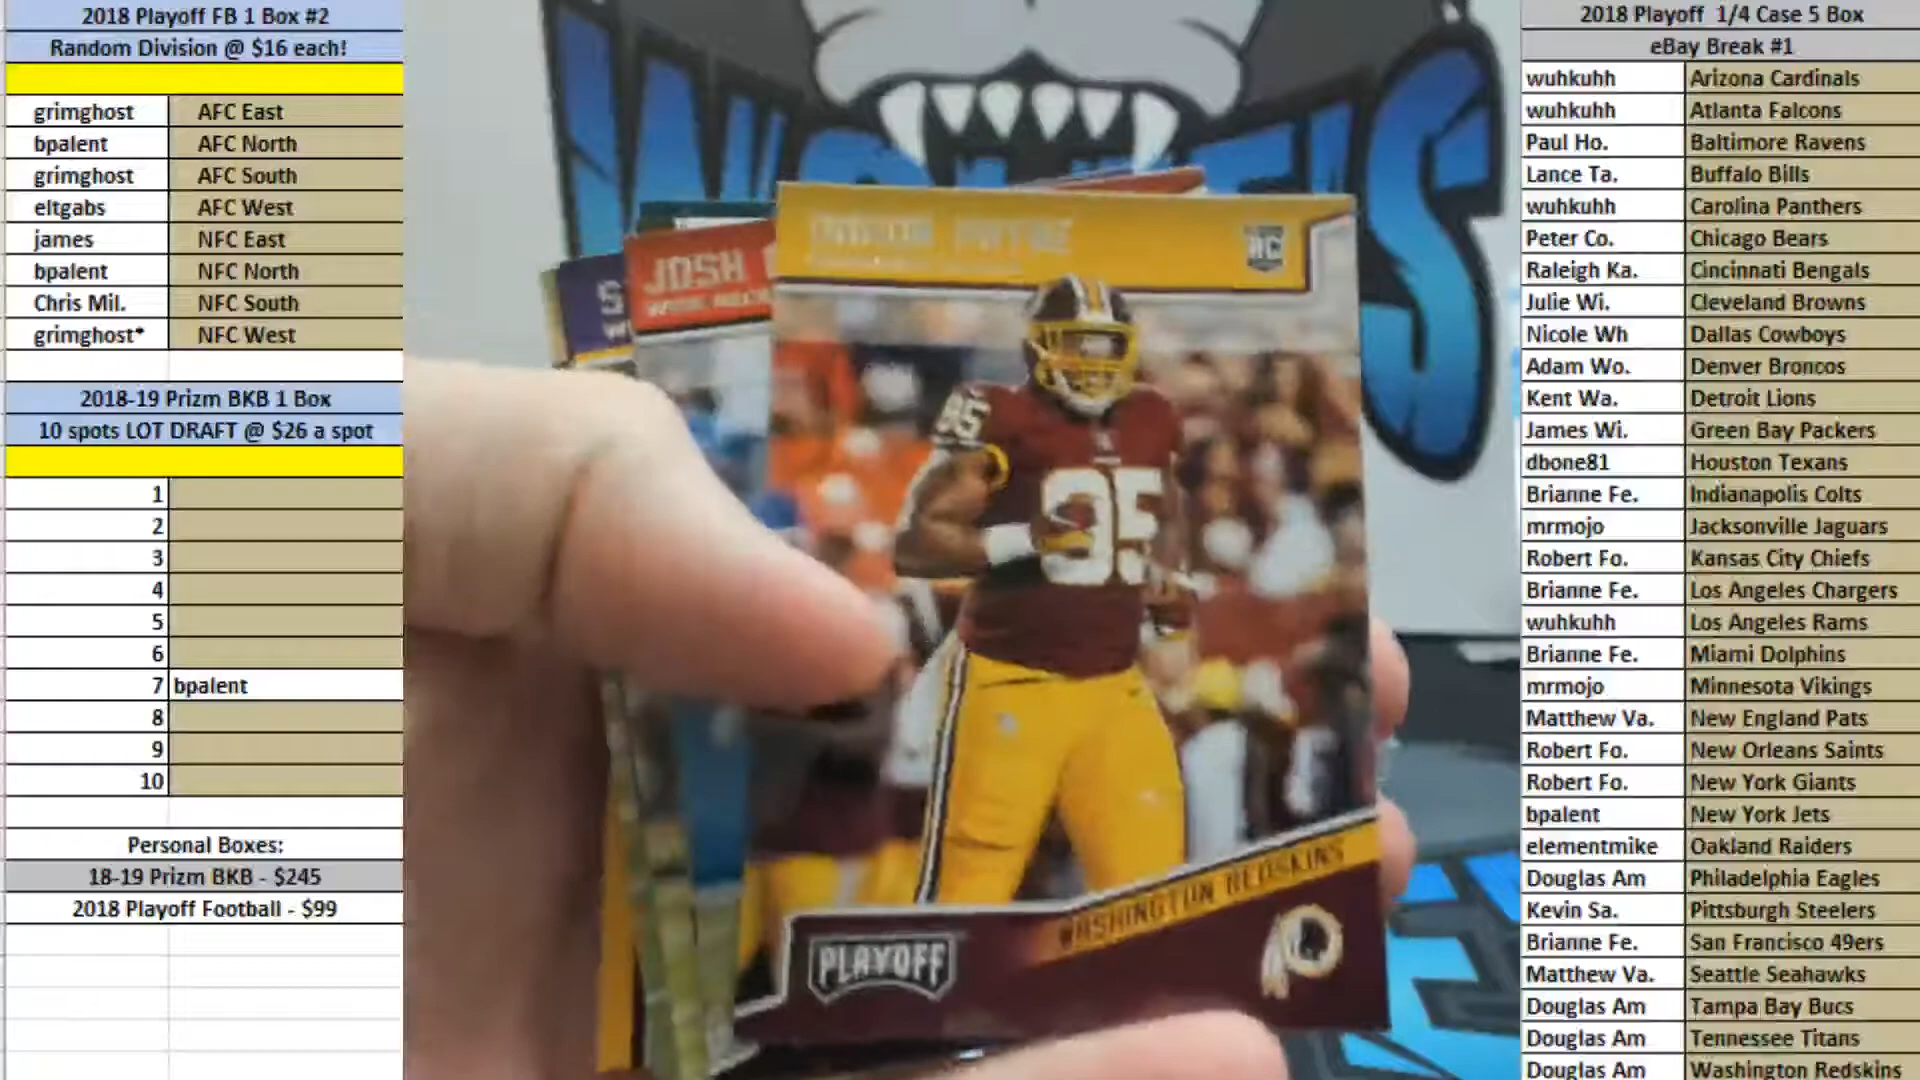 2018 Playoff FB 1 Box #2
Random Division @ $16 each!
grimghost AFC East
bpalent AFC North
grimghost AFC South
eltgabs AFC West
james NFC East
bpalent NFC North
Chris Mil. NFC South
grimghost* NFC West
2018-19 Prizm BKB 1 Box
10 spots LOT DRAFT @ $26 a spot
1
2
3
4
5
6
7 bpalent
8
9
10
Personal Boxes:
18-19 Prizm BKB - $245
2018 Playoff Football - $99
JOSH
RC
95
95
WASHINGTON REDSKINS
PLAYOFF
2018 Playoff 1/4 Case 5 Box
eBay Break #1
wuhkuhh Arizona Cardinals
wuhkuhh Atlanta Falcons
Paul Ho. Baltimore Ravens
Lance Ta. Buffalo Bills
wuhkuhh Carolina Panthers
Peter Co. Chicago Bears
Raleigh Ka. Cincinnati Bengals
Julie Wi. Cleveland Browns
Nicole Wh Dallas Cowboys
Adam Wo. Denver Broncos
Kent Wa. Detroit Lions
James Wi. Green Bay Packers
dbone81 Houston Texans
Brianne Fe. Indianapolis Colts
mrmojo Jacksonville Jaguars
Robert Fo. Kansas City Chiefs
Brianne Fe. Los Angeles Chargers
wuhkuhh Los Angeles Rams
Brianne Fe. Miami Dolphins
mrmojo Minnesota Vikings
Matthew Va. New England Pats
Robert Fo. New Orleans Saints
Robert Fo. New York Giants
bpalent New York Jets
elementmike Oakland Raiders
Douglas Am Philadelphia Eagles
Kevin Sa. Pittsburgh Steelers
Brianne Fe. San Francisco 49ers
Matthew Va. Seattle Seahawks
Douglas Am Tampa Bay Bucs
Douglas Am Tennessee Titans
Douglas Am Washington Redskins